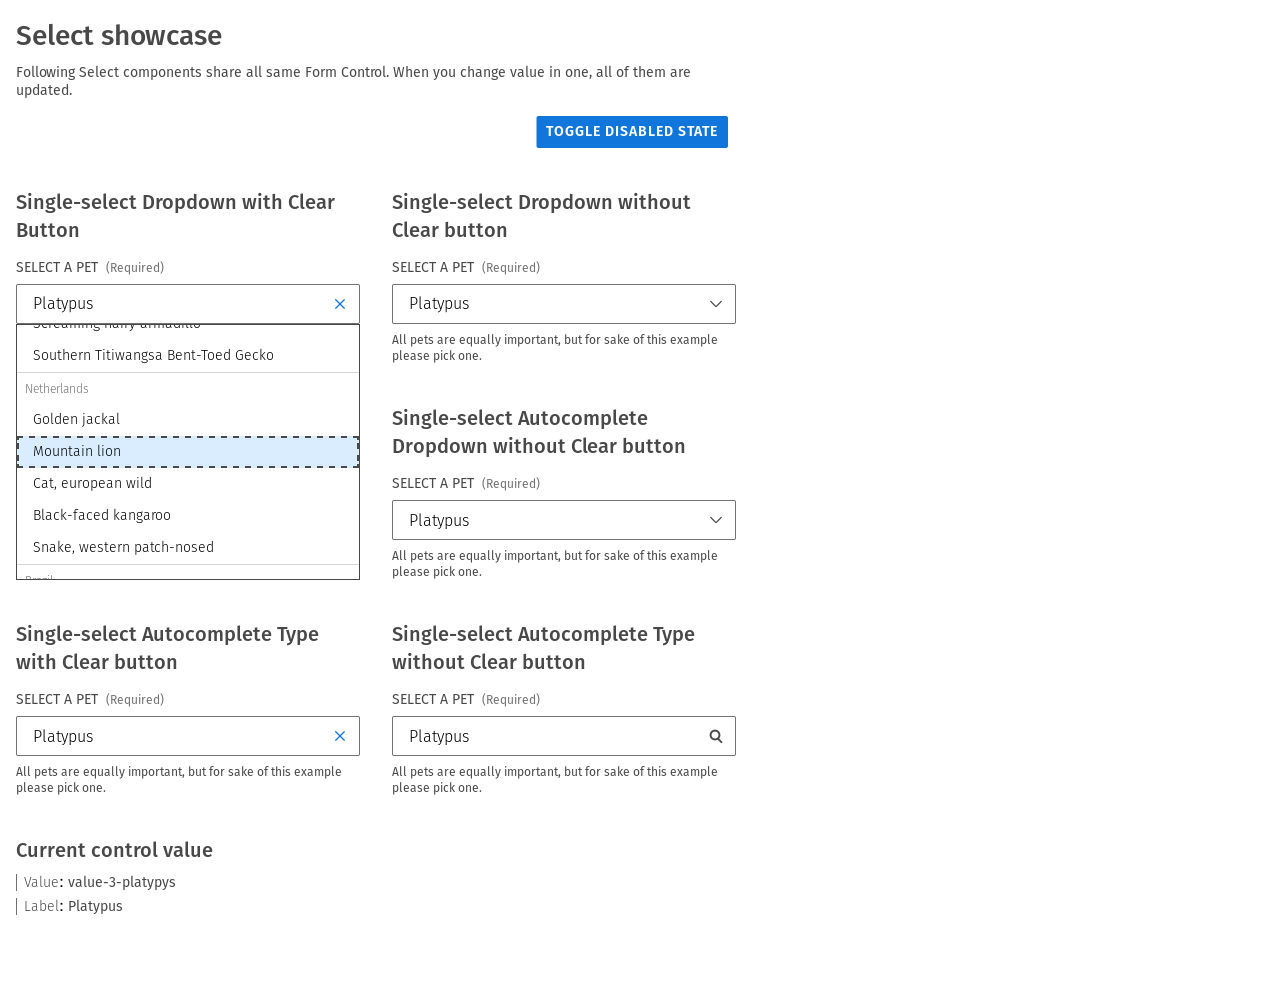 Select showcase
Following Select components share all same Form Control. When you change value in one, all of them are
updated.
TOGGLE DISABLED STATE
Single-select Dropdown with Clear
Button
SELECT A PET (Required)
Platypus
Screaming hairy armadillo
Southern Titiwangsa Bent-Toed Gecko
Netherlands
Golden jackal
Mountain lion
Cat, european wild
Black-faced kangaroo
Snake, western patch-nosed
Brazil
Single-select Dropdown without
Clear button
SELECT A PET (Required)
Platypus
All pets are equally important, but for sake of this example
please pick one.
Single-select Autocomplete
Dropdown without Clear button
SELECT A PET (Required)
Platypus
All pets are equally important, but for sake of this example
please pick one.
Single-select Autocomplete Type
with Clear button
SELECT A PET (Required)
Platypus
All pets are equally important, but for sake of this example
please pick one.
Single-select Autocomplete Type
without Clear button
SELECT A PET (Required)
Platypus
All pets are equally important, but for sake of this example
please pick one.
Current control value
Value: value-3-platypys
Label: Platypus